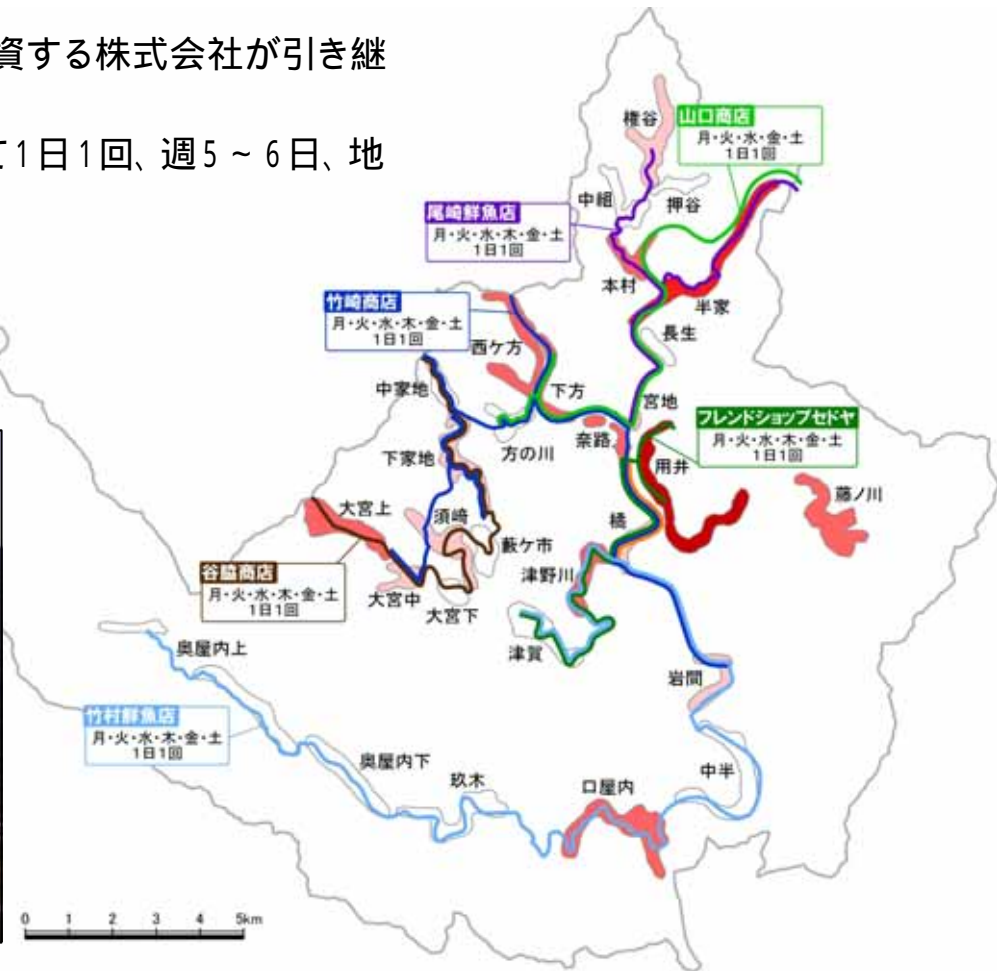 資する株式会社が引き継
て1日1回、週5~6日、地
権谷
山口商店
月・火・水・金・土
1日1回
中組
押谷
尾崎鮮魚店
月・火・水・木・金・土
1日1回
本村
半家
竹崎商店
月・火・水・木・金・土
1日1回
長生
西ケ方
中家地
下方
宮地
フレンドショップセドヤ
月・火・水・木・金・土
1日1回
奈路
方の川
用井
下家地
藤ノ川
大宮上
須崎
橘
藪ケ市
津野川
谷脇商店
月・火・水・木・金・土
1日1回
大宮中
大宮下
津賀
奥屋内上
岩間
竹村鮮魚店
月・火・水・木・金・土
1日1回
奥屋内下
玖木
口屋内
中半
0 1 2 3 4 5km